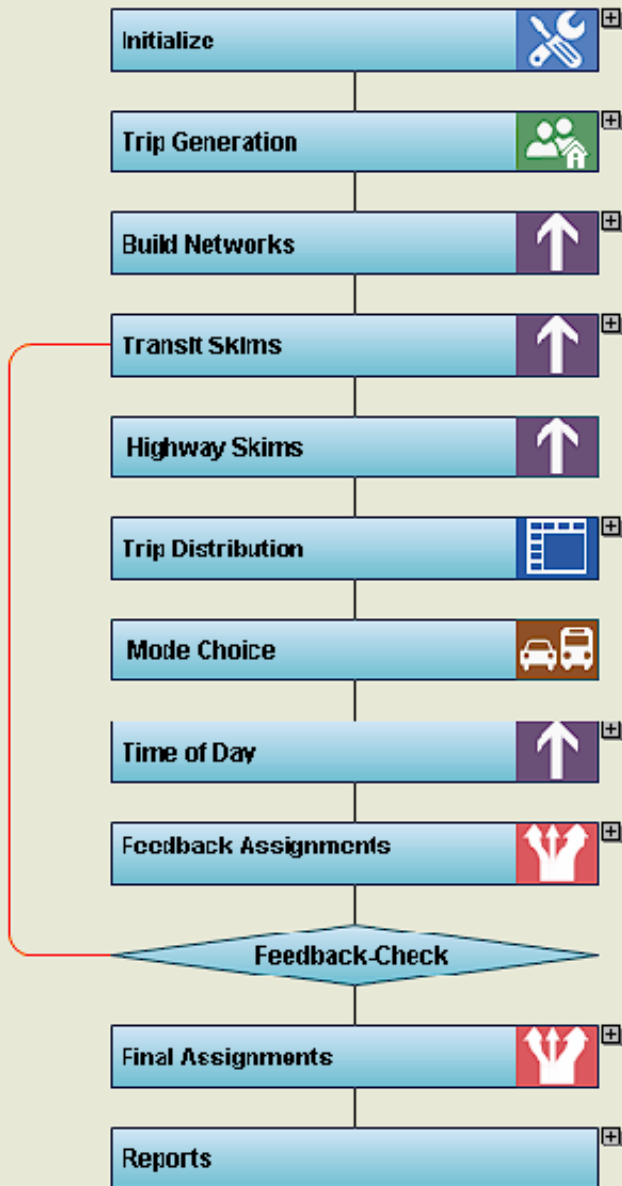 Initialize
Trip Generation
Build Networks
Transit Skims
Highway Skims
Trip Distribution
Mode Choice
Time of Day
Feedback Assignments
Feedback-Check
Final Assignments
Reports